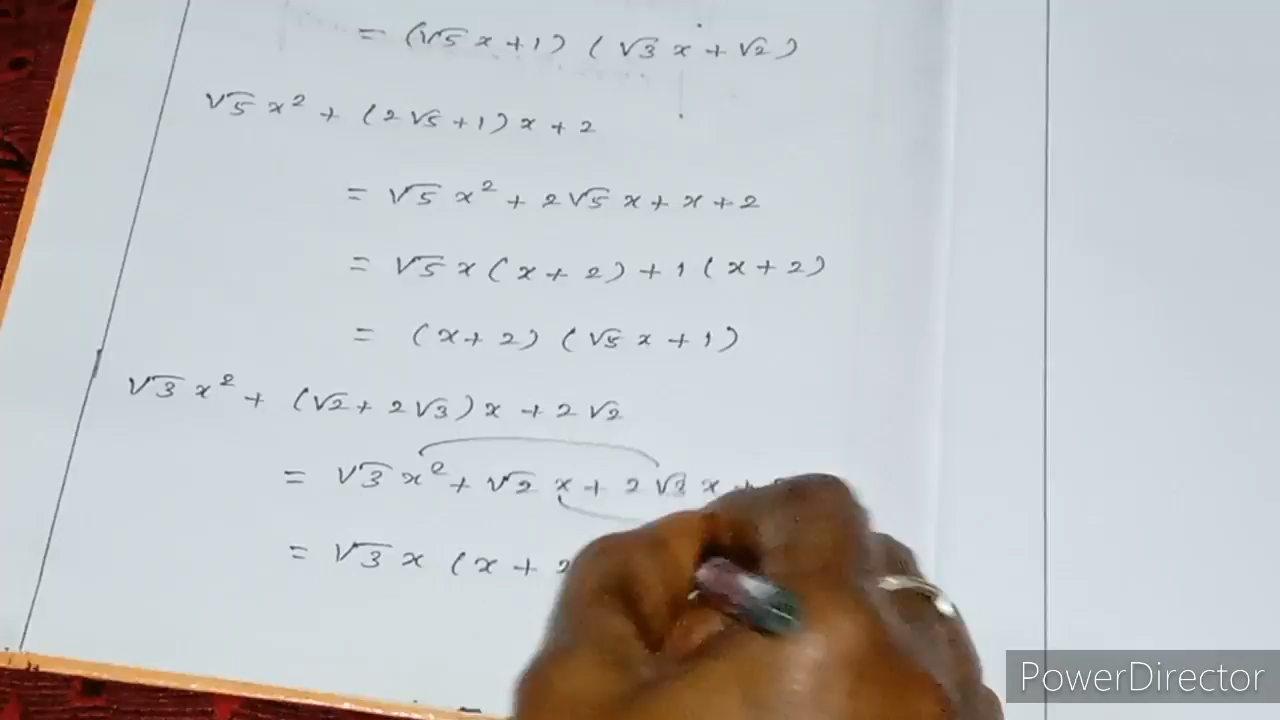 = (√5 x + 1) ( √3 x + √2 )
√5 x² + (2√5 + 1) x + 2
= √5 x² + 2√5 x + x + 2
= √5 x ( x + 2 ) + 1 ( x + 2 )
= ( x + 2 ) ( √5 x + 1 )
√3 x² + (√2 + 2√3) x + 2√2
= √3 x² + √2 x + 2√3 x +
= √3 x ( x + 2
PowerDirector